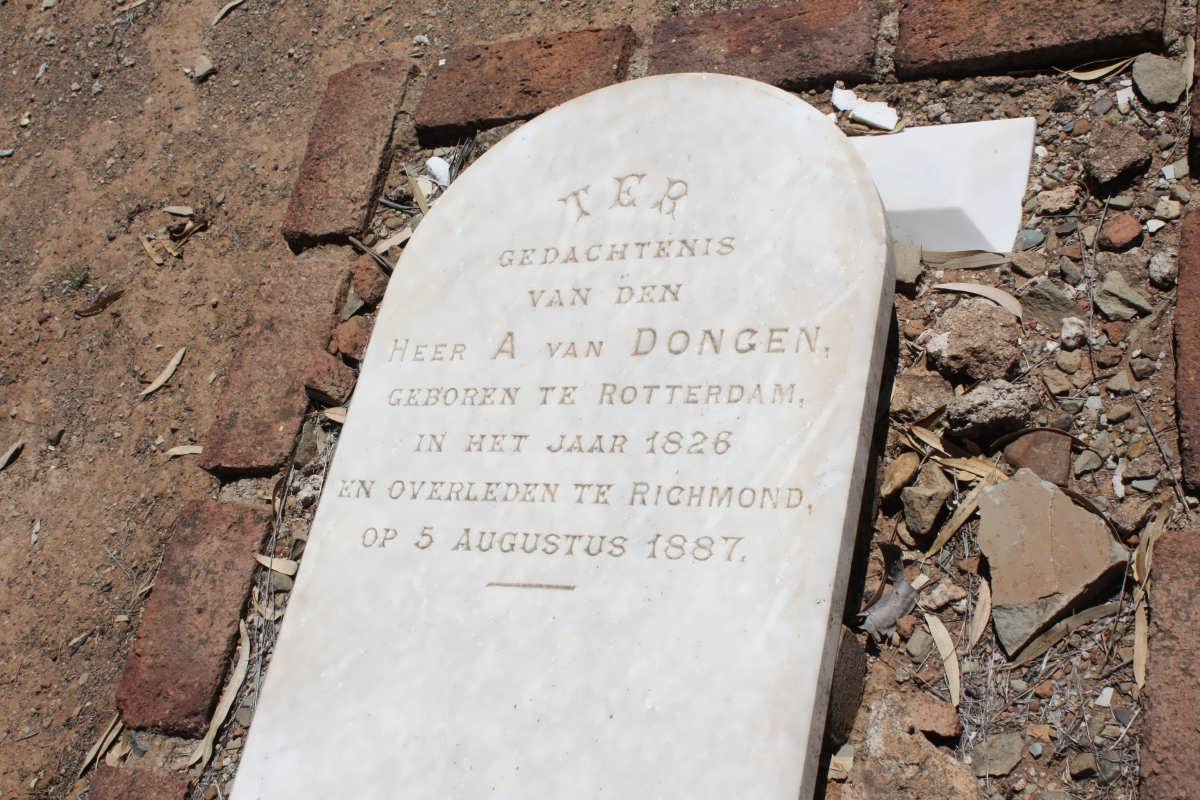 TER
GEDACHTENIS
VAN DEN
HEER A VAN DONGEN,
GEBOREN TE ROTTERDAM,
IN HET JAAR 1826
EN OVERLEDEN TE RICHMOND,
OP 5 AUGUSTUS 1887.